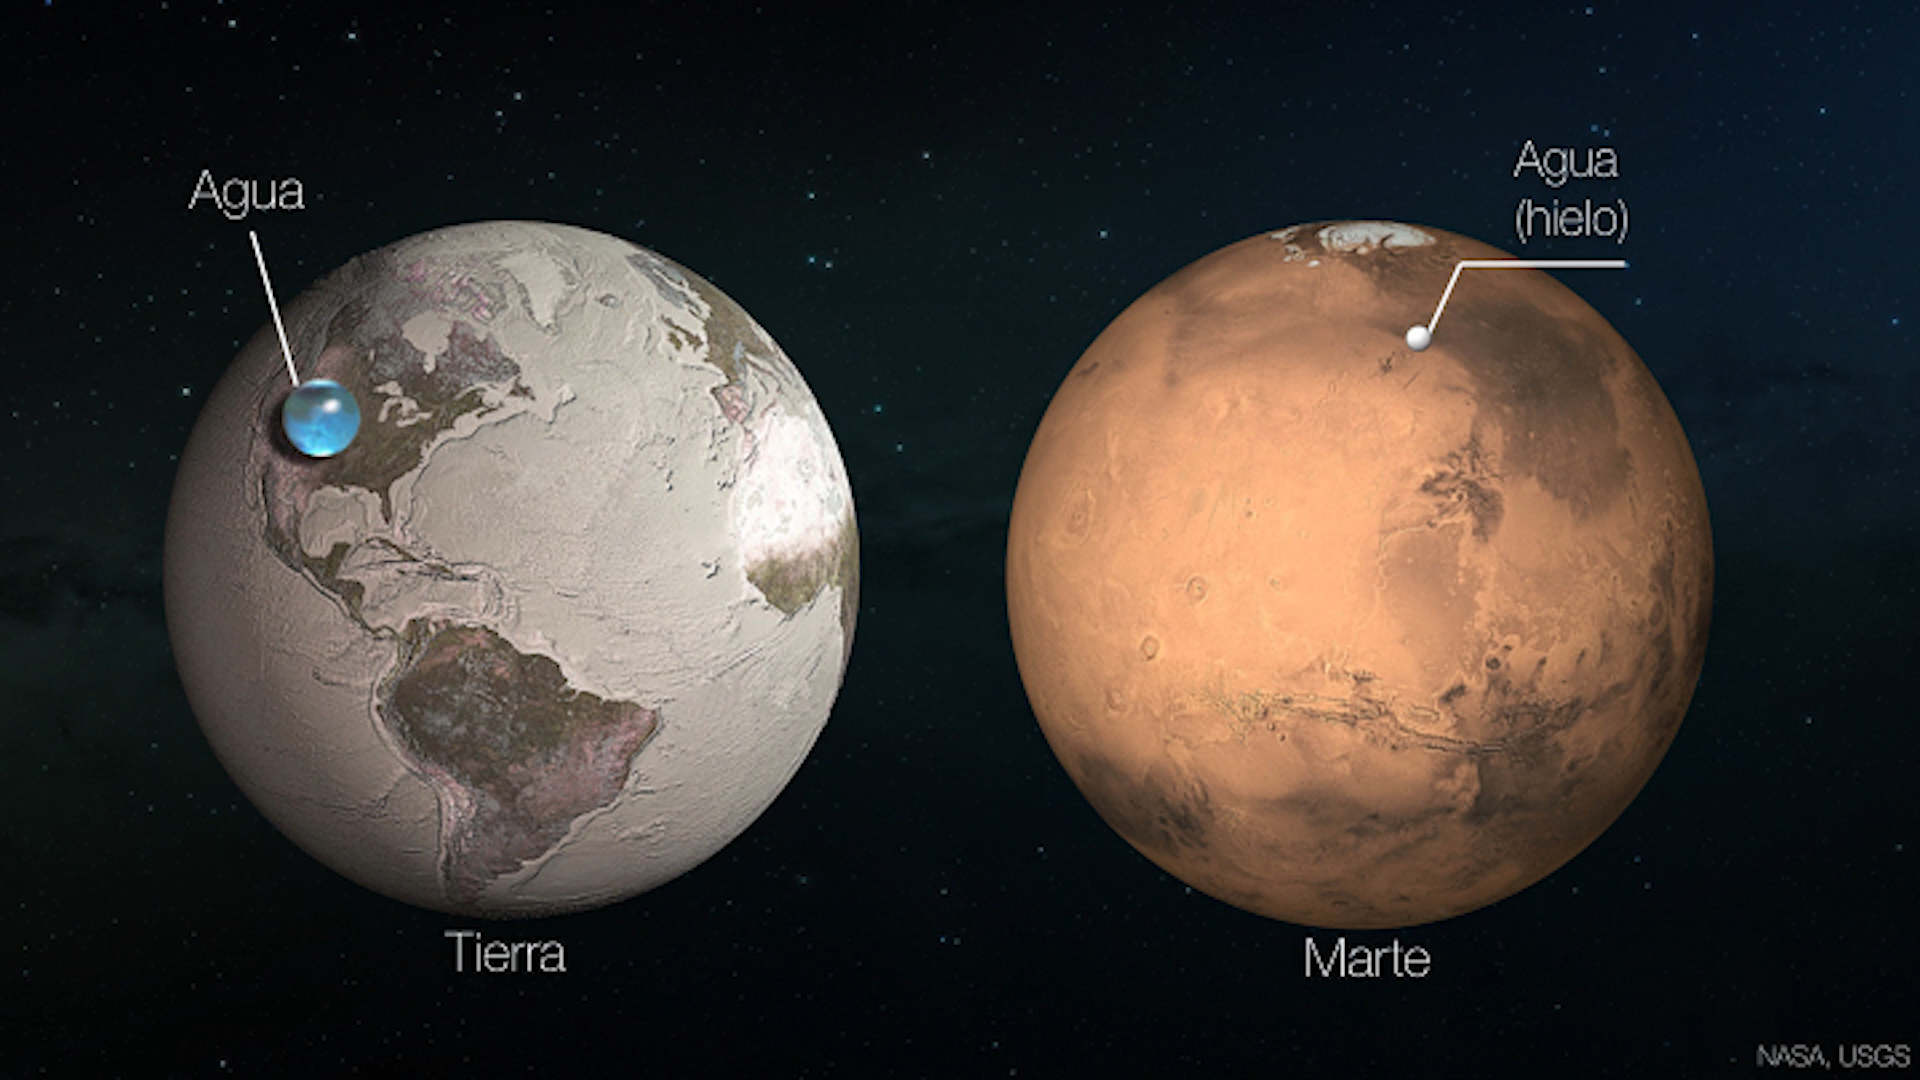 Agua
Agua
(hielo)
Tierra
Marte
NASA, USGS